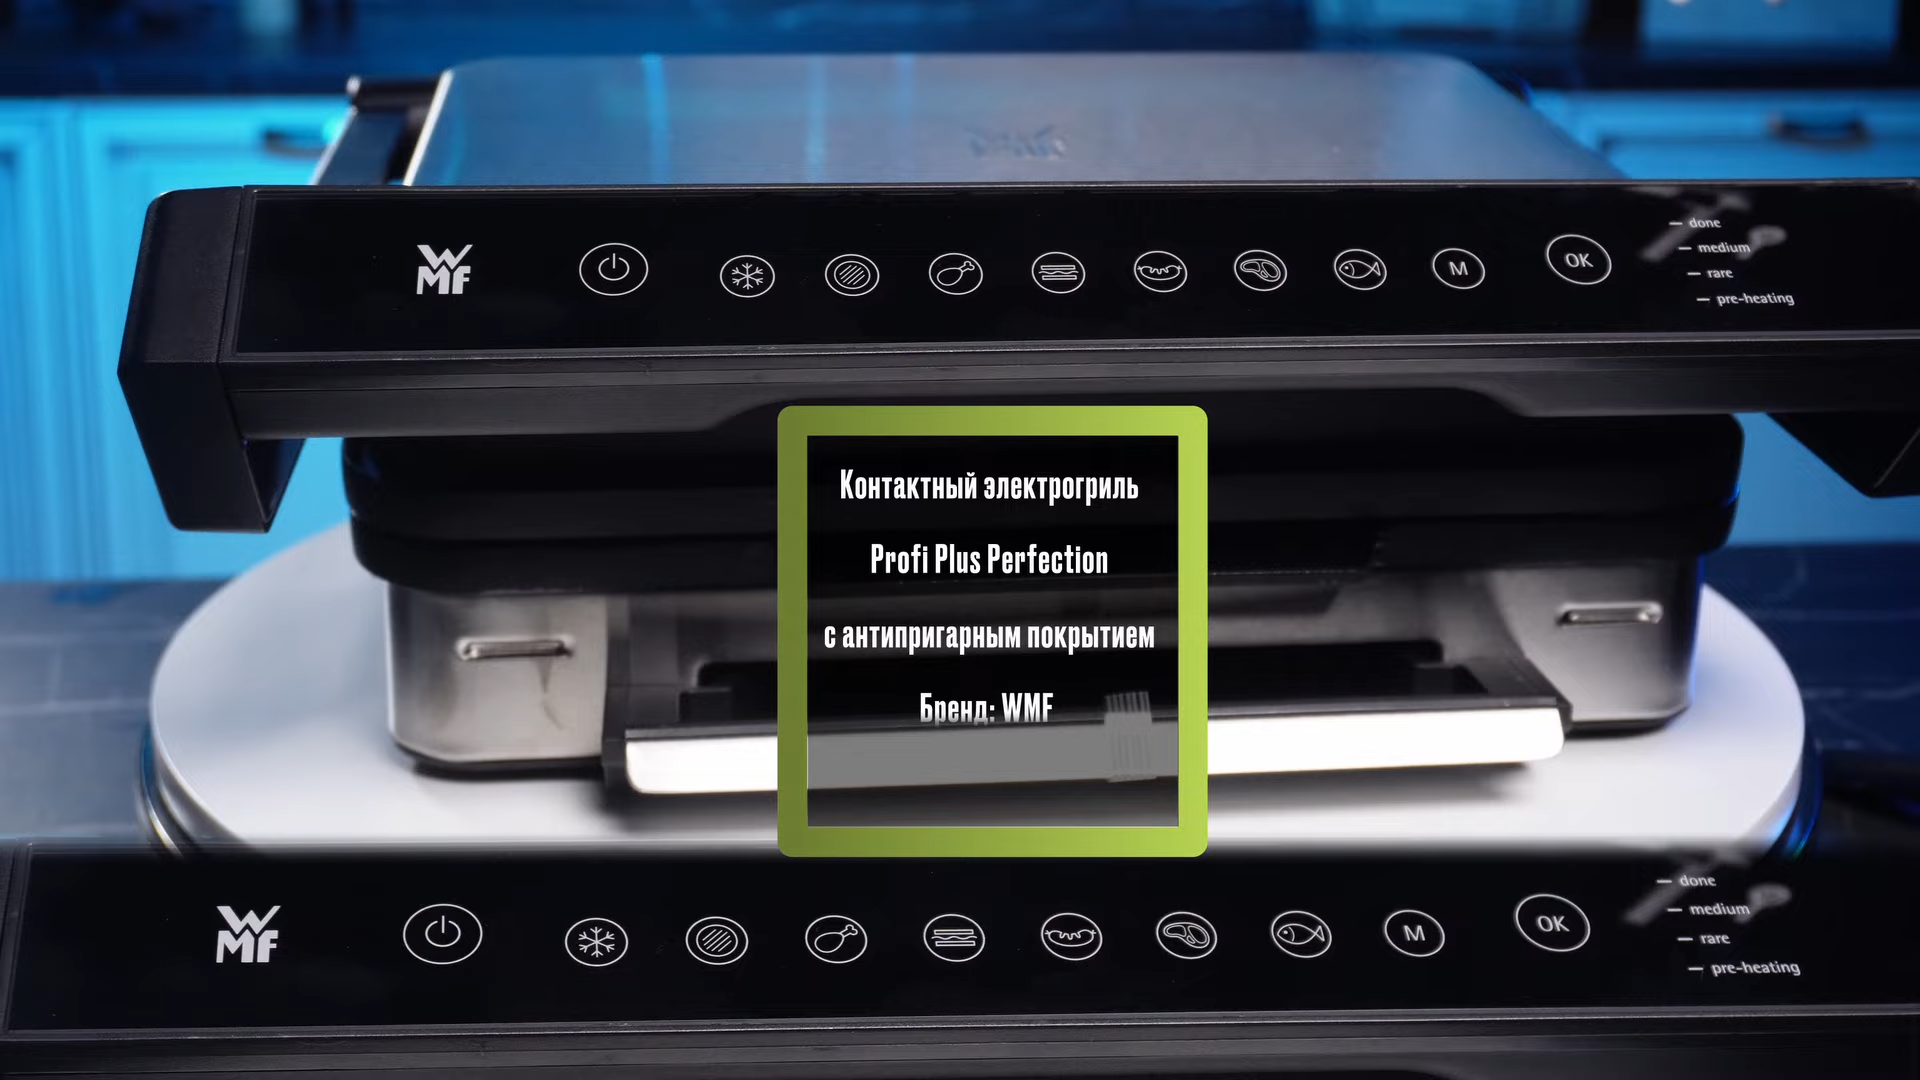 WMF
M
OK
done
medium
rare
pre-heating
Контактный электрогриль
Profi Plus Perfection
с антипригарным покрытием
Бренд: WMF
WMF
M
OK
done
medium
rare
pre-heating